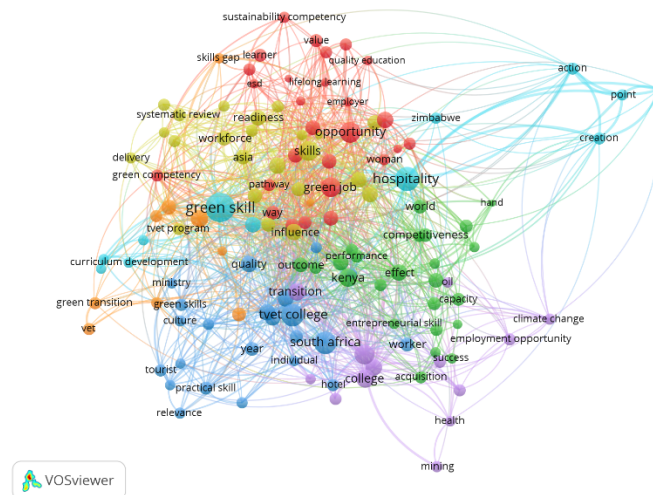 sustainability competency
value
skills gap
learner
quality education
esd
lifelong learning
action
point
systematic review
employer
readiness
opportunity
zimbabwe
workforce
creation
skills
delivery
asia
woman
green competency
pathway
green job
hospitality
green skill
way
world
hand
tvet program
influence
competitiveness
curriculum development
quality
outcome
performance
ministry
kenya
effect
oil
transition
green transition
green skills
capacity
vet
culture
tvet college
entrepreneurial skill
climate change
year
south africa
worker
employment opportunity
individual
success
tourist
practical skill
hotel
college
acquisition
relevance
health
mining
VOSviewer